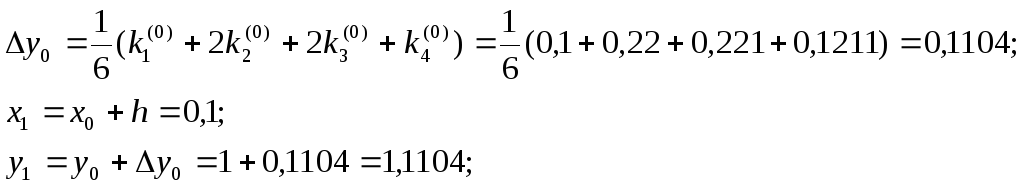 Δy₀ = 1/6 (k₁⁽⁰⁾ + 2k₂⁽⁰⁾ + 2k₃⁽⁰⁾ + k₄⁽⁰⁾) = 1/6 (0,1 + 0,22 + 0,221 + 0,1211) = 0,1104;
x₁ = x₀ + h = 0,1;
y₁ = y₀ + Δy₀ = 1 + 0,1104 = 1,1104;